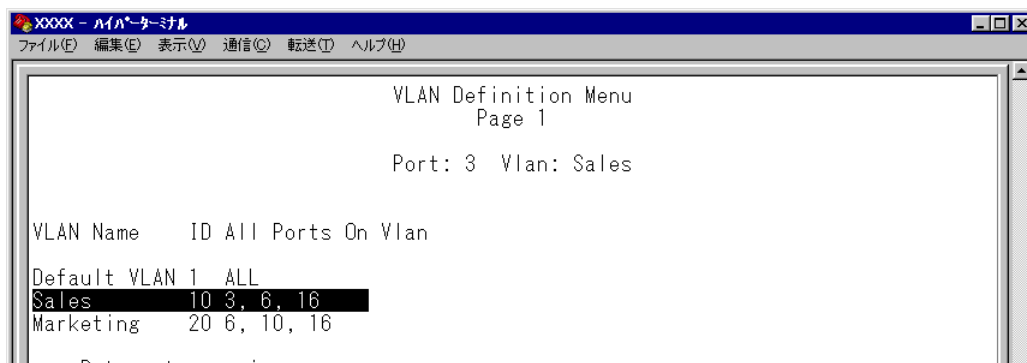 XXXX - ハイパーターミナル
ファイル(F) 編集(E) 表示(V) 通信(C) 転送(T) ヘルプ(H)
VLAN Definition Menu
Page 1
Port: 3 Vlan: Sales
VLAN Name ID All Ports On Vlan
Default VLAN 1 ALL
Sales 10 3, 6, 16
Marketing 20 6, 10, 16